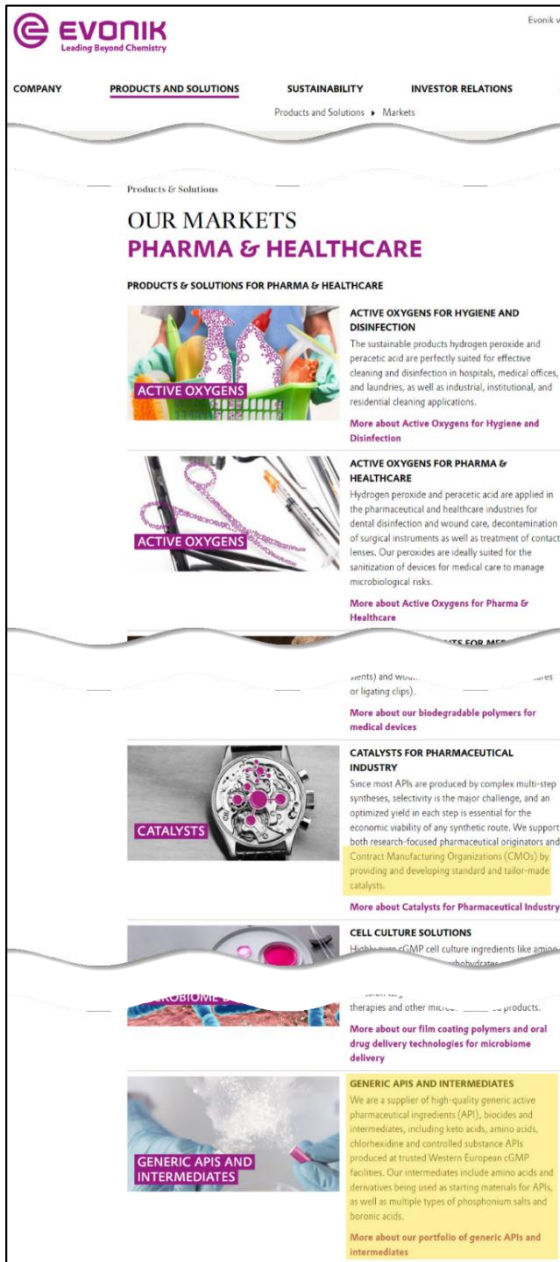 EVONIK
Leading Beyond Chemistry
Evonik
COMPANY PRODUCTS AND SOLUTIONS SUSTAINABILITY INVESTOR RELATIONS
Products and Solutions ▸ Markets
Products & Solutions
OUR MARKETS
PHARMA & HEALTHCARE
PRODUCTS & SOLUTIONS FOR PHARMA & HEALTHCARE
ACTIVE OXYGENS
ACTIVE OXYGENS FOR HYGIENE AND
DISINFECTION
The sustainable products hydrogen peroxide and
peracetic acid are perfectly suited for effective
cleaning and disinfection in hospitals, medical offices,
and laundries, as well as industrial, institutional, and
residential cleaning applications.
More about Active Oxygens for Hygiene and
Disinfection
ACTIVE OXYGENS
ACTIVE OXYGENS FOR PHARMA &
HEALTHCARE
Hydrogen peroxide and peracetic acid are applied in
the pharmaceutical and healthcare industries for
dental disinfection and wound care, decontamination
of surgical instruments as well as treatment of contact
lenses. Our peroxides are ideally suited for the
sanitization of devices for medical care to manage
microbiological risks.
More about Active Oxygens for Pharma &
Healthcare
or ligating clips).
More about our biodegradable polymers for
medical devices
CATALYSTS
CATALYSTS FOR PHARMACEUTICAL
INDUSTRY
Since most APIs are produced by complex multi-step
syntheses, selectivity is the major challenge, and an
optimized yield in each step is essential for the
economic viability of any synthetic route. We support
both research-focused pharmaceutical originators and
Contract Manufacturing Organizations (CMOs) by
providing and developing standard and tailor-made
catalysts.
More about Catalysts for Pharmaceutical Industry
CELL CULTURE SOLUTIONS
cGMP cell culture ingredients like amino
therapies and other products.
More about our film coating polymers and oral
drug delivery technologies for microbiome
delivery
GENERIC APIS AND
INTERMEDIATES
GENERIC APIS AND INTERMEDIATES
We are a supplier of high-quality generic active
pharmaceutical ingredients (API), biocides and
intermediates, including keto acids, amino acids,
chlorhexidine and controlled substance APIs
produced at trusted Western European cGMP
facilities. Our intermediates include amino acids and
derivatives being used as starting materials for APIs,
as well as multiple types of phosphonium salts and
boronic acids.
More about our portfolio of generic APIs and
intermediates